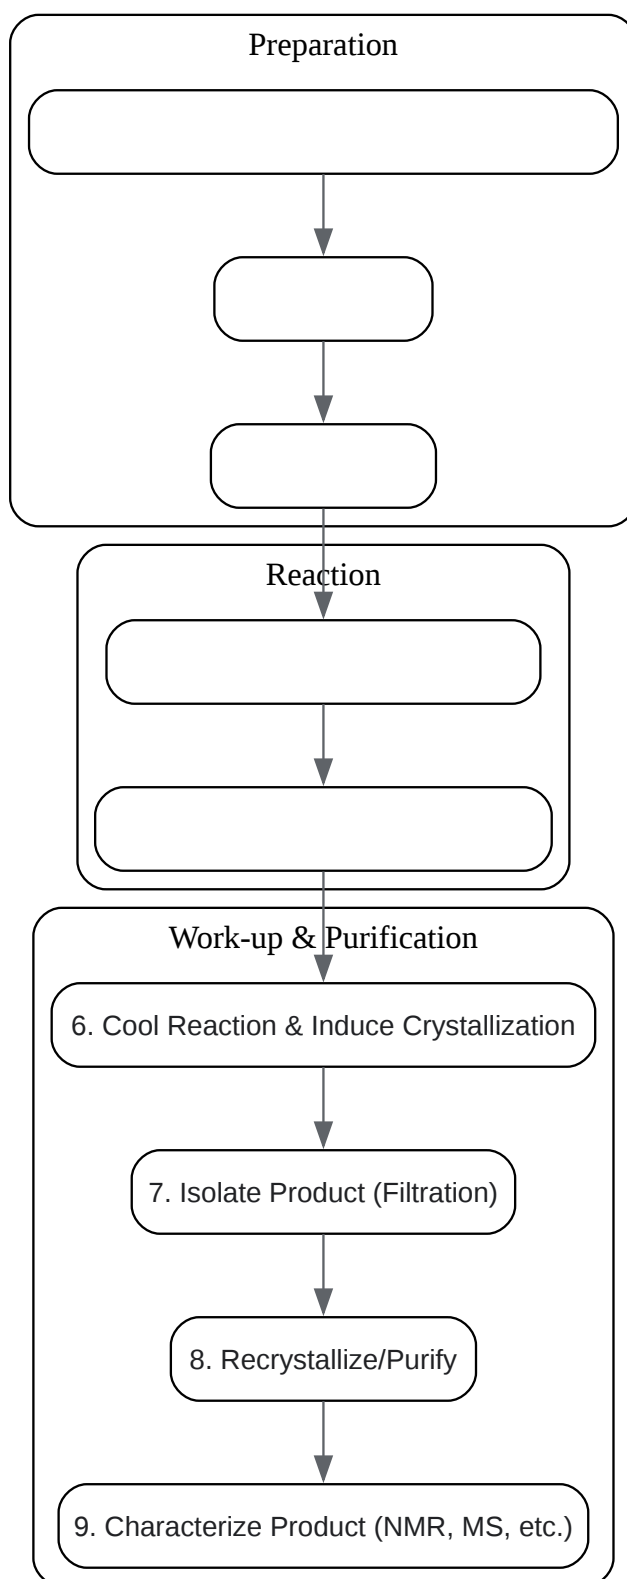 Preparation
Reaction
Work-up & Purification
6. Cool Reaction & Induce Crystallization
7. Isolate Product (Filtration)
8. Recrystallize/Purify
9. Characterize Product (NMR, MS, etc.)